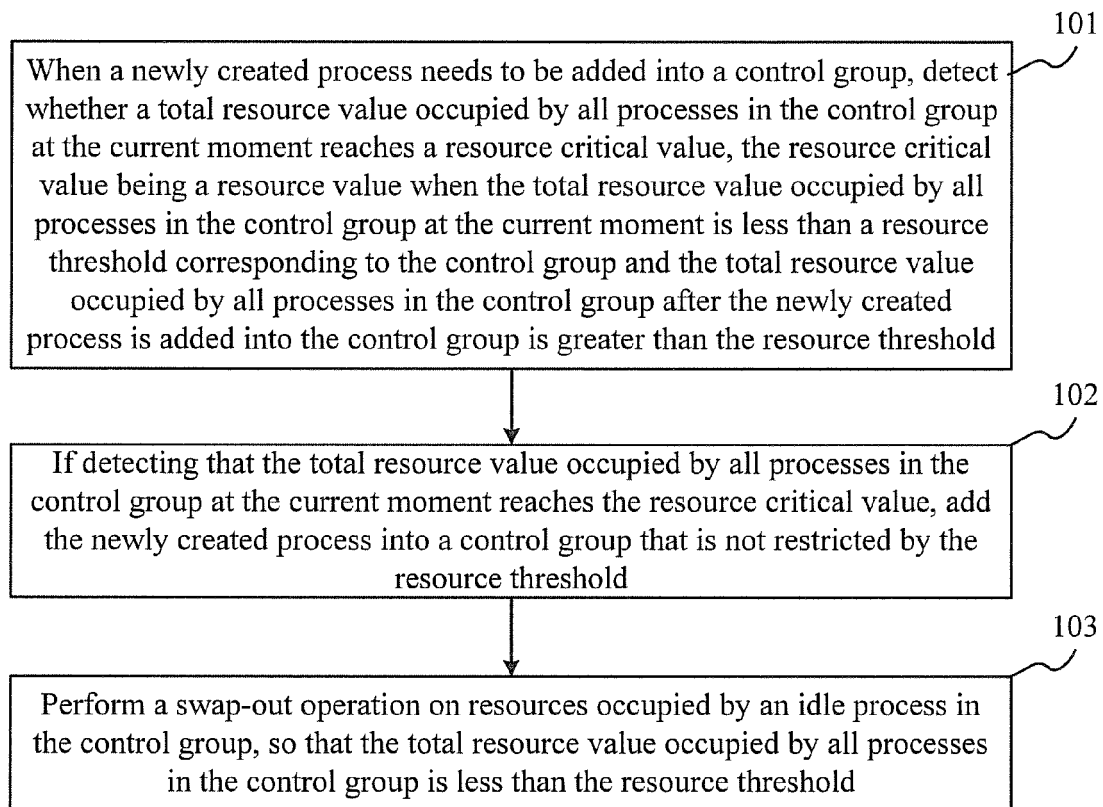 101
When a newly created process needs to be added into a control group, detect
whether a total resource value occupied by all processes in the control group
at the current moment reaches a resource critical value, the resource critical
value being a resource value when the total resource value occupied by all
processes in the control group at the current moment is less than a resource
threshold corresponding to the control group and the total resource value
occupied by all processes in the control group after the newly created
process is added into the control group is greater than the resource threshold
102
If detecting that the total resource value occupied by all processes in the
control group at the current moment reaches the resource critical value, add
the newly created process into a control group that is not restricted by the
resource threshold
103
Perform a swap-out operation on resources occupied by an idle process in
the control group, so that the total resource value occupied by all processes
in the control group is less than the resource threshold